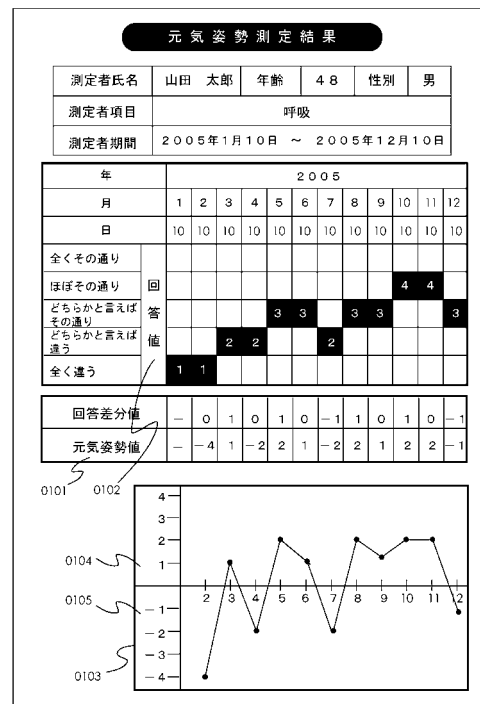 元気姿勢測定結果
測定者氏名 山田 太郎 年齢 48 性別 男
測定者項目 呼吸
測定者期間 2005年1月10日 ～ 2005年12月10日
年 2005
月 1 2 3 4 5 6 7 8 9 10 11 12
日 10 10 10 10 10 10 10 10 10 10 10 10
回答値
全くその通り
ほぼその通り 4 4
どちらかと言えば
その通り 3 3 3 3 3
どちらかと言えば
違う 2 2 2
全く違う 1 1
回答差分値 － 0 1 0 1 0 －1 1 0 1 0 －1
元気姿勢値 － －4 1 －2 2 1 －2 2 1 2 2 －1
0101
0102
4
3
0104
2
1
2 3 4 5 6 7 8 9 10 11 12
0105
－1
－2
－3
0103
－4